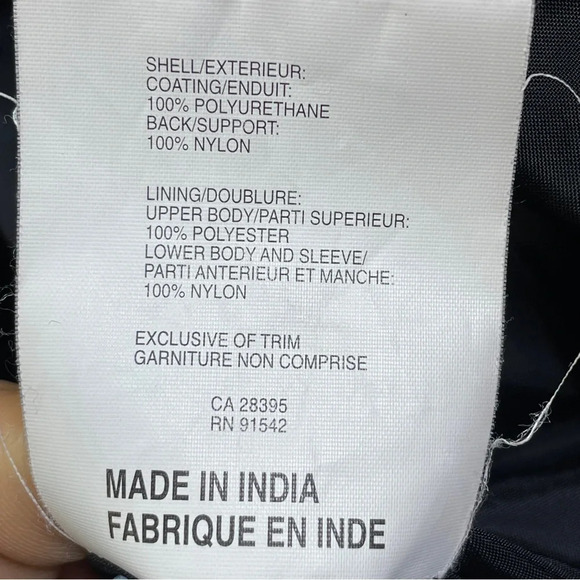 SHELL/EXTERIEUR:
COATING/ENDUIT:
100% POLYURETHANE
BACK/SUPPORT:
100% NYLON
LINING/DOUBLURE:
UPPER BODY/PARTI SUPERIEUR:
100% POLYESTER
LOWER BODY AND SLEEVE/
PARTI ANTERIEUR ET MANCHE:
100% NYLON
EXCLUSIVE OF TRIM
GARNITURE NON COMPRISE
CA 28395
RN 91542
MADE IN INDIA
FABRIQUE EN INDE